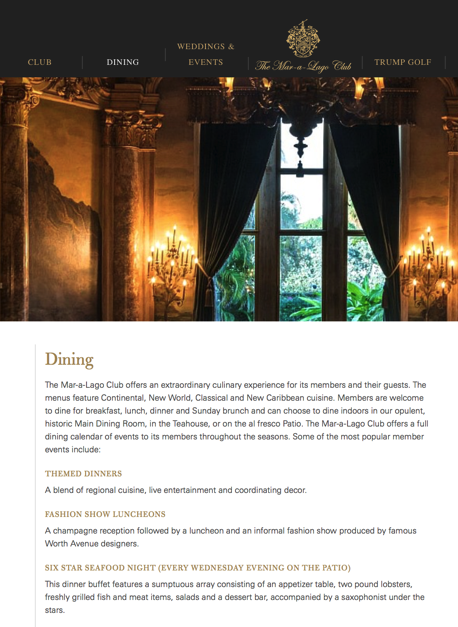 CLUB
DINING
WEDDINGS &
EVENTS
The Mar-a-Lago Club
TRUMP GOLF
Dining
The Mar-a-Lago Club offers an extraordinary culinary experience for its members and their guests. The
menus feature Continental, New World, Classical and New Caribbean cuisine. Members are welcome
to dine for breakfast, lunch, dinner and Sunday brunch and can choose to dine indoors in our opulent,
historic Main Dining Room, in the Teahouse, or on the al fresco Patio. The Mar-a-Lago Club offers a full
dining calendar of events to its members throughout the seasons. Some of the most popular member
events include:
THEMED DINNERS
A blend of regional cuisine, live entertainment and coordinating decor.
FASHION SHOW LUNCHEONS
A champagne reception followed by a luncheon and an informal fashion show produced by famous
Worth Avenue designers.
SIX STAR SEAFOOD NIGHT (EVERY WEDNESDAY EVENING ON THE PATIO)
This dinner buffet features a sumptuous array consisting of an appetizer table, two pound lobsters,
freshly grilled fish and meat items, salads and a dessert bar, accompanied by a saxophonist under the
stars.